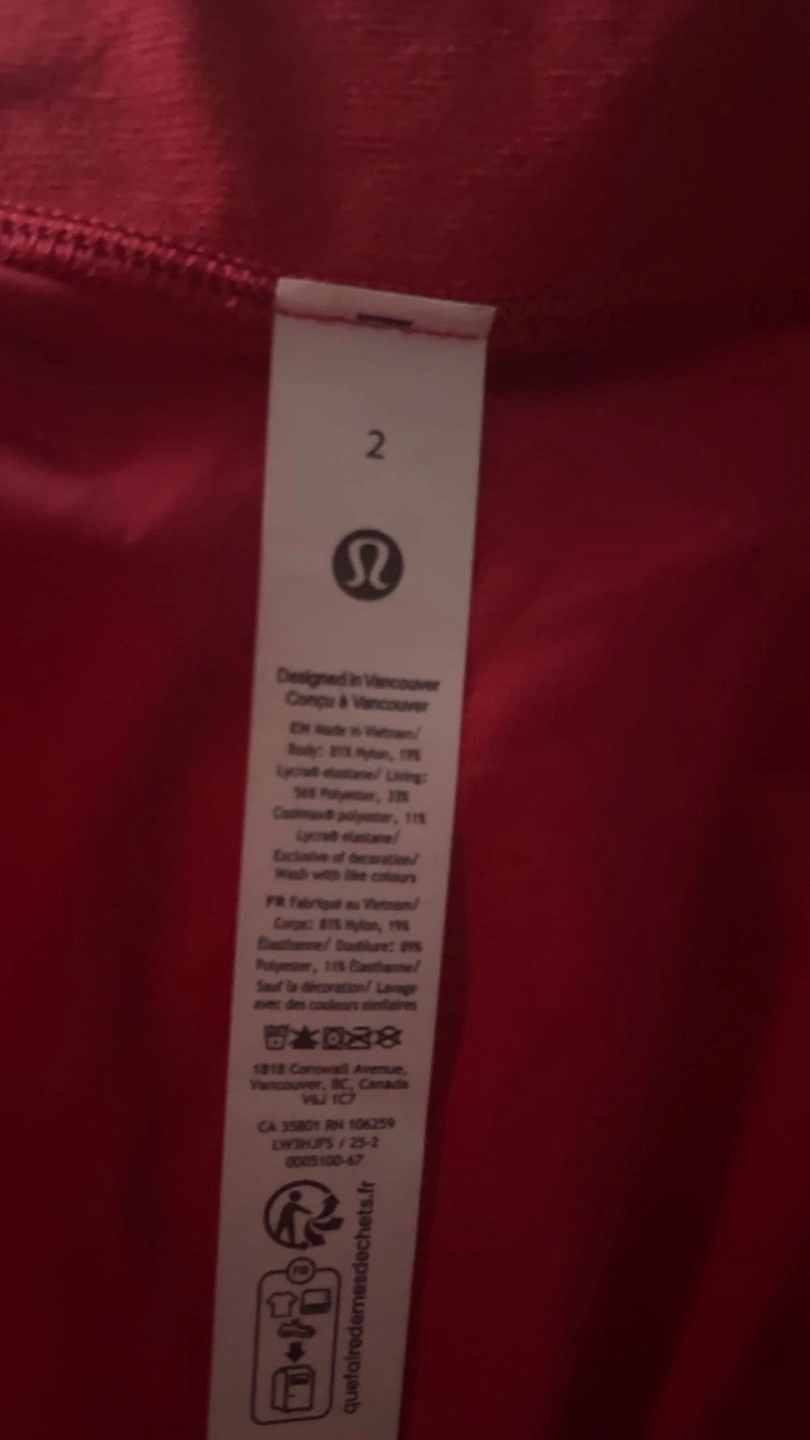 2
Designed in Vancouver
Conçu à Vancouver
EN Made in Vietnam/
Body: 81% Nylon, 19%
Lycra® elastane/ Lining:
56% Polyester, 33%
Coolmax® polyester, 11%
Lycra® elastane/
Exclusive of decoration/
Wash with like colours
FR Fabriqué au Vietnam/
Corps: 81% Nylon, 19%
Élasthanne/ Doublure: 89%
Polyester, 11% Élasthanne/
Sauf la décoration/ Lavage
avec des couleurs similaires
1818 Cornwall Avenue,
Vancouver, BC, Canada
V6J 1C7
CA 35801 RN 106259
/ 25-2
0005100-67
FR
quefairedemesdechets.fr